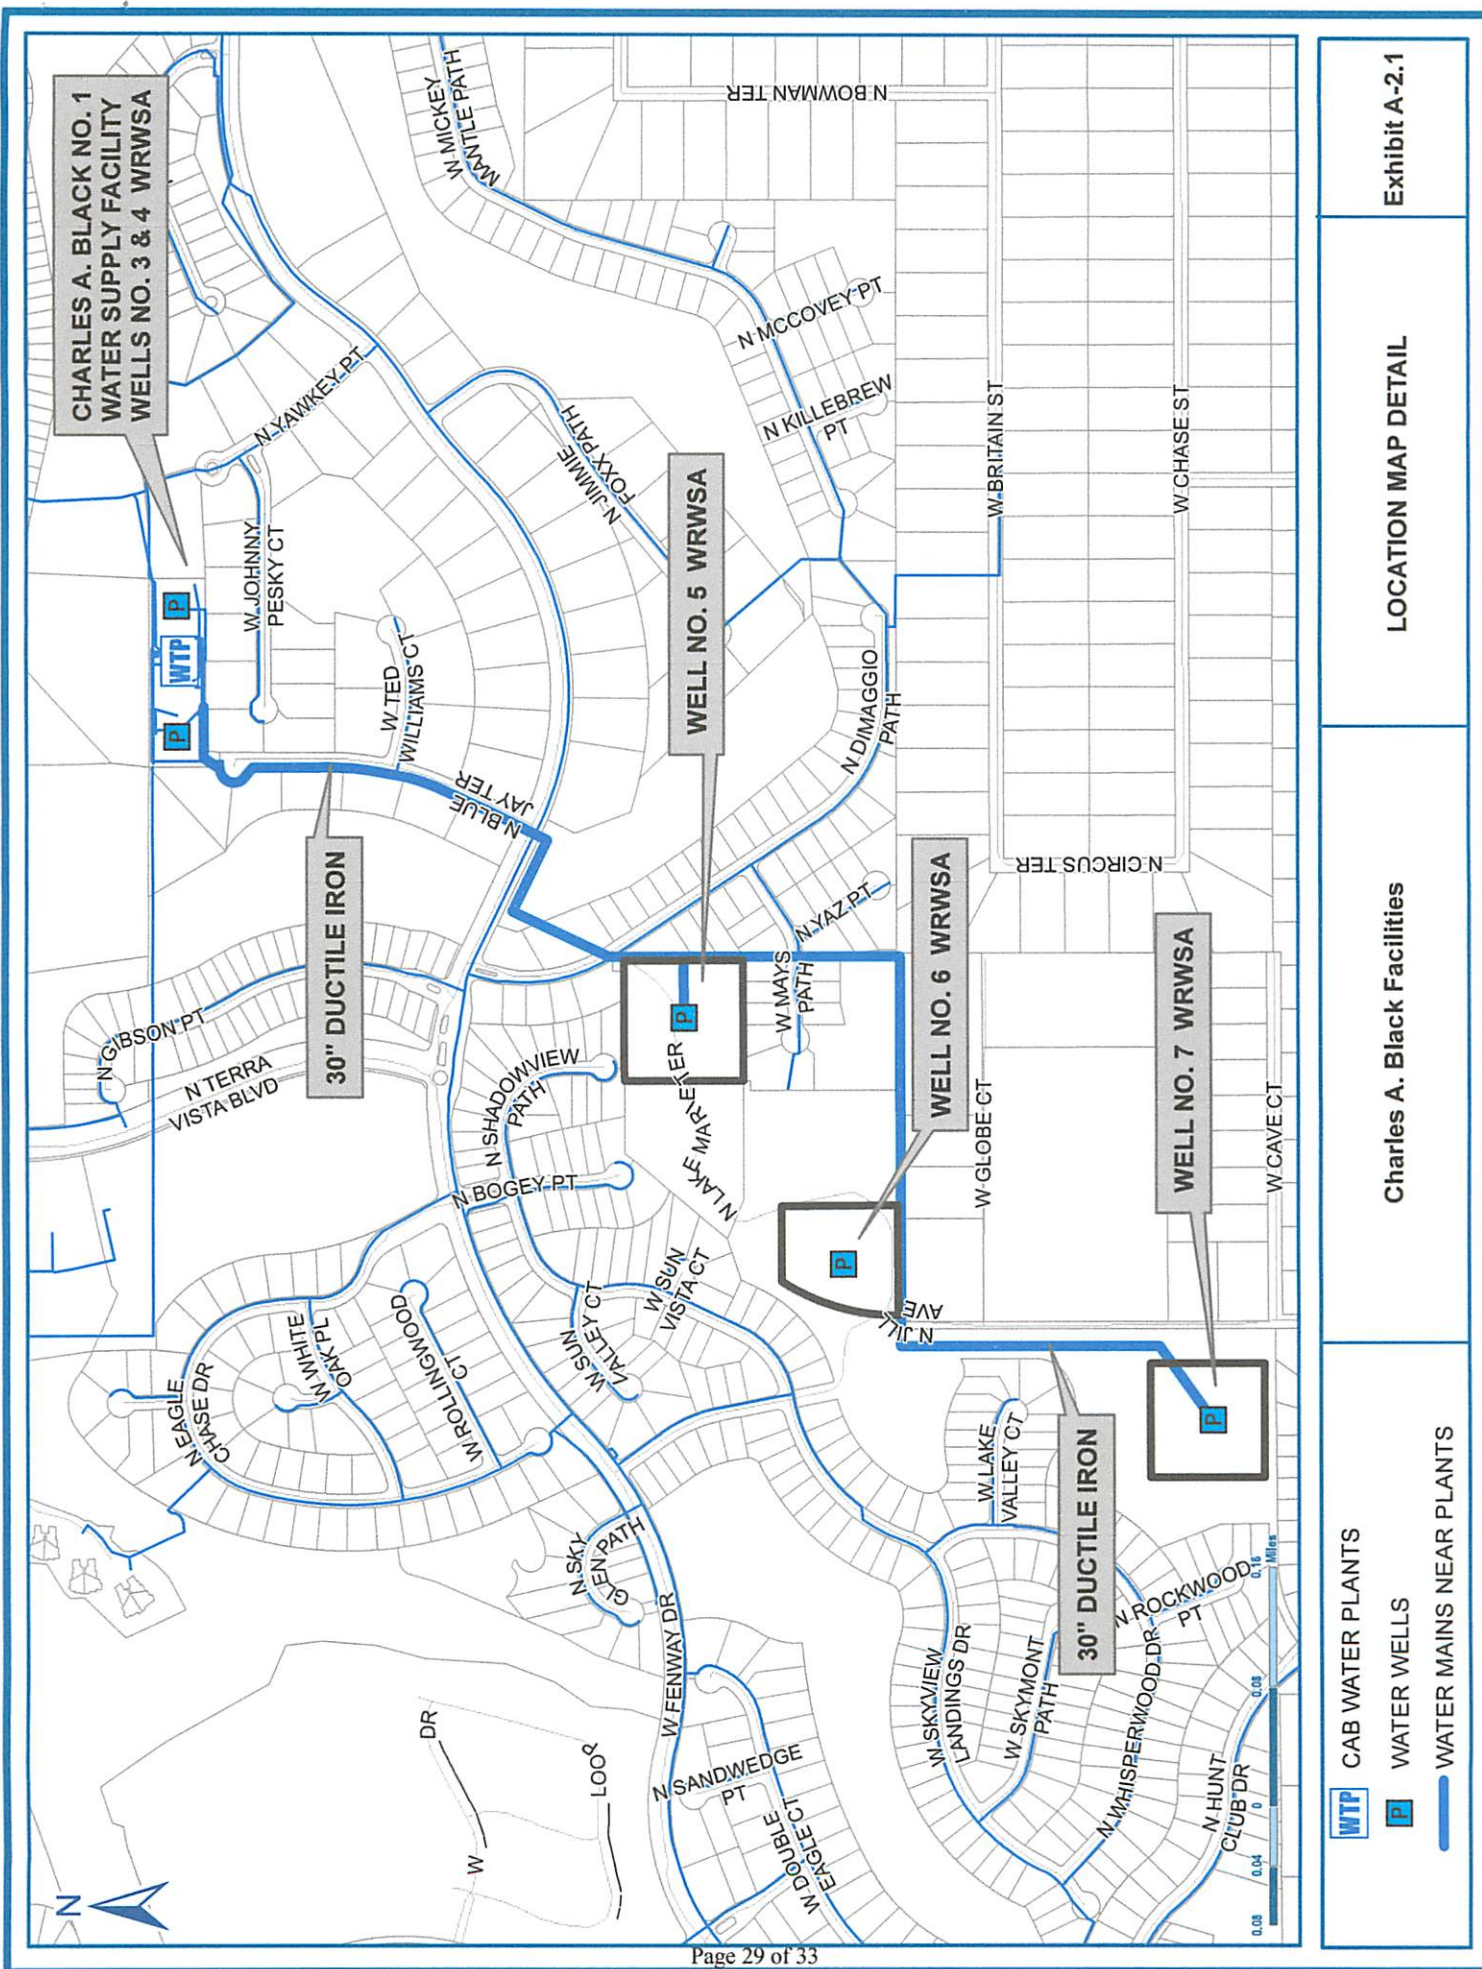 N
CHARLES A. BLACK NO. 1
WATER SUPPLY FACILITY
WELLS NO. 3 & 4 WRWSA
W MICKEY
MANTLE PATH
N BOWMAN TER
N YAWKEY PT
W JOHNNY
PESKY CT
N JIMMIE
FOXX PATH
N MCCOVEY PT
N KILLEBREW
PT
P
WTP
P
W TED
WILLIAMS CT
WELL NO. 5 WRWSA
W BRITAIN ST
W CHASE ST
N BLUE
JAY TER
N DIMAGGIO
PATH
30" DUCTILE IRON
N CIRCUS TER
N GIBSON PT
N TERRA
VISTA BLVD
N SHADOWVIEW
PATH
P
N LAKE MARIE TER
W MAYS
PATH
N YAZ PT
WELL NO. 6 WRWSA
W GLOBE CT
WELL NO. 7 WRWSA
W CAVE CT
N BOGEY PT
P
N EAGLE
CHASE DR
W WHITE
OAK PL
W ROLLINGWOOD
CT
W SUN
VALLEY CT
W SUN
VISTA CT
N JILL
AVE
P
N SKY
GLEN PATH
W LAKE
VALLEY CT
30" DUCTILE IRON
N ROCKWOOD
PT
W FENWAY DR
DR
W
LOOP
N SANDWEDGE
PT
W DOUBLE
EAGLE CT
W SKYVIEW
LANDINGS DR
W SKYMONT
PATH
N WHISPERWOOD DR
N HUNT
CLUB DR
0.08 0.04 0 0.08 0.16
Miles
WTP CAB WATER PLANTS
P WATER WELLS
WATER MAINS NEAR PLANTS
Charles A. Black Facilities
LOCATION MAP DETAIL
Exhibit A-2.1
Page 29 of 33